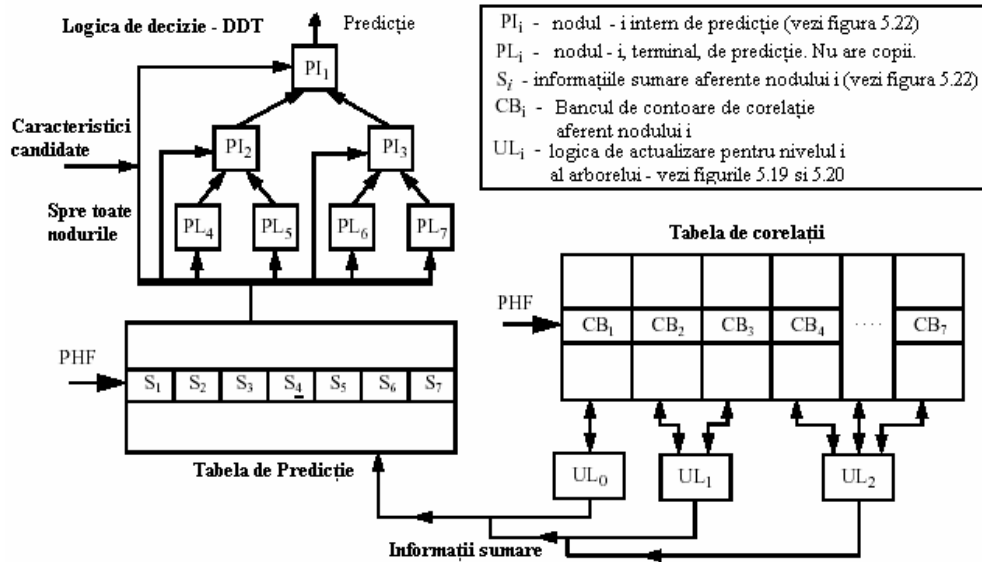 Logica de decizie - DDT
Predicție
PI1
Caracteristici
candidate
PI2
PI3
Spre toate
nodurile
PL4
PL5
PL6
PL7
PIi - nodul - i intern de predicție (vezi figura 5.22)
PLi - nodul - i, terminal, de predicție. Nu are copii.
Si - informațiile sumare aferente nodului i (vezi figura 5.22)
CBi - Bancul de contoare de corelație
aferent nodului i
ULi - logica de actualizare pentru nivelul i
al arborelui - vezi figurile 5.19 si 5.20
Tabela de corelații
PHF
CB1 CB2 CB3 CB4 .... CB7
PHF
S1 S2 S3 S4 S5 S6 S7
Tabela de Predicție
UL0 UL1 UL2
Informații sumare